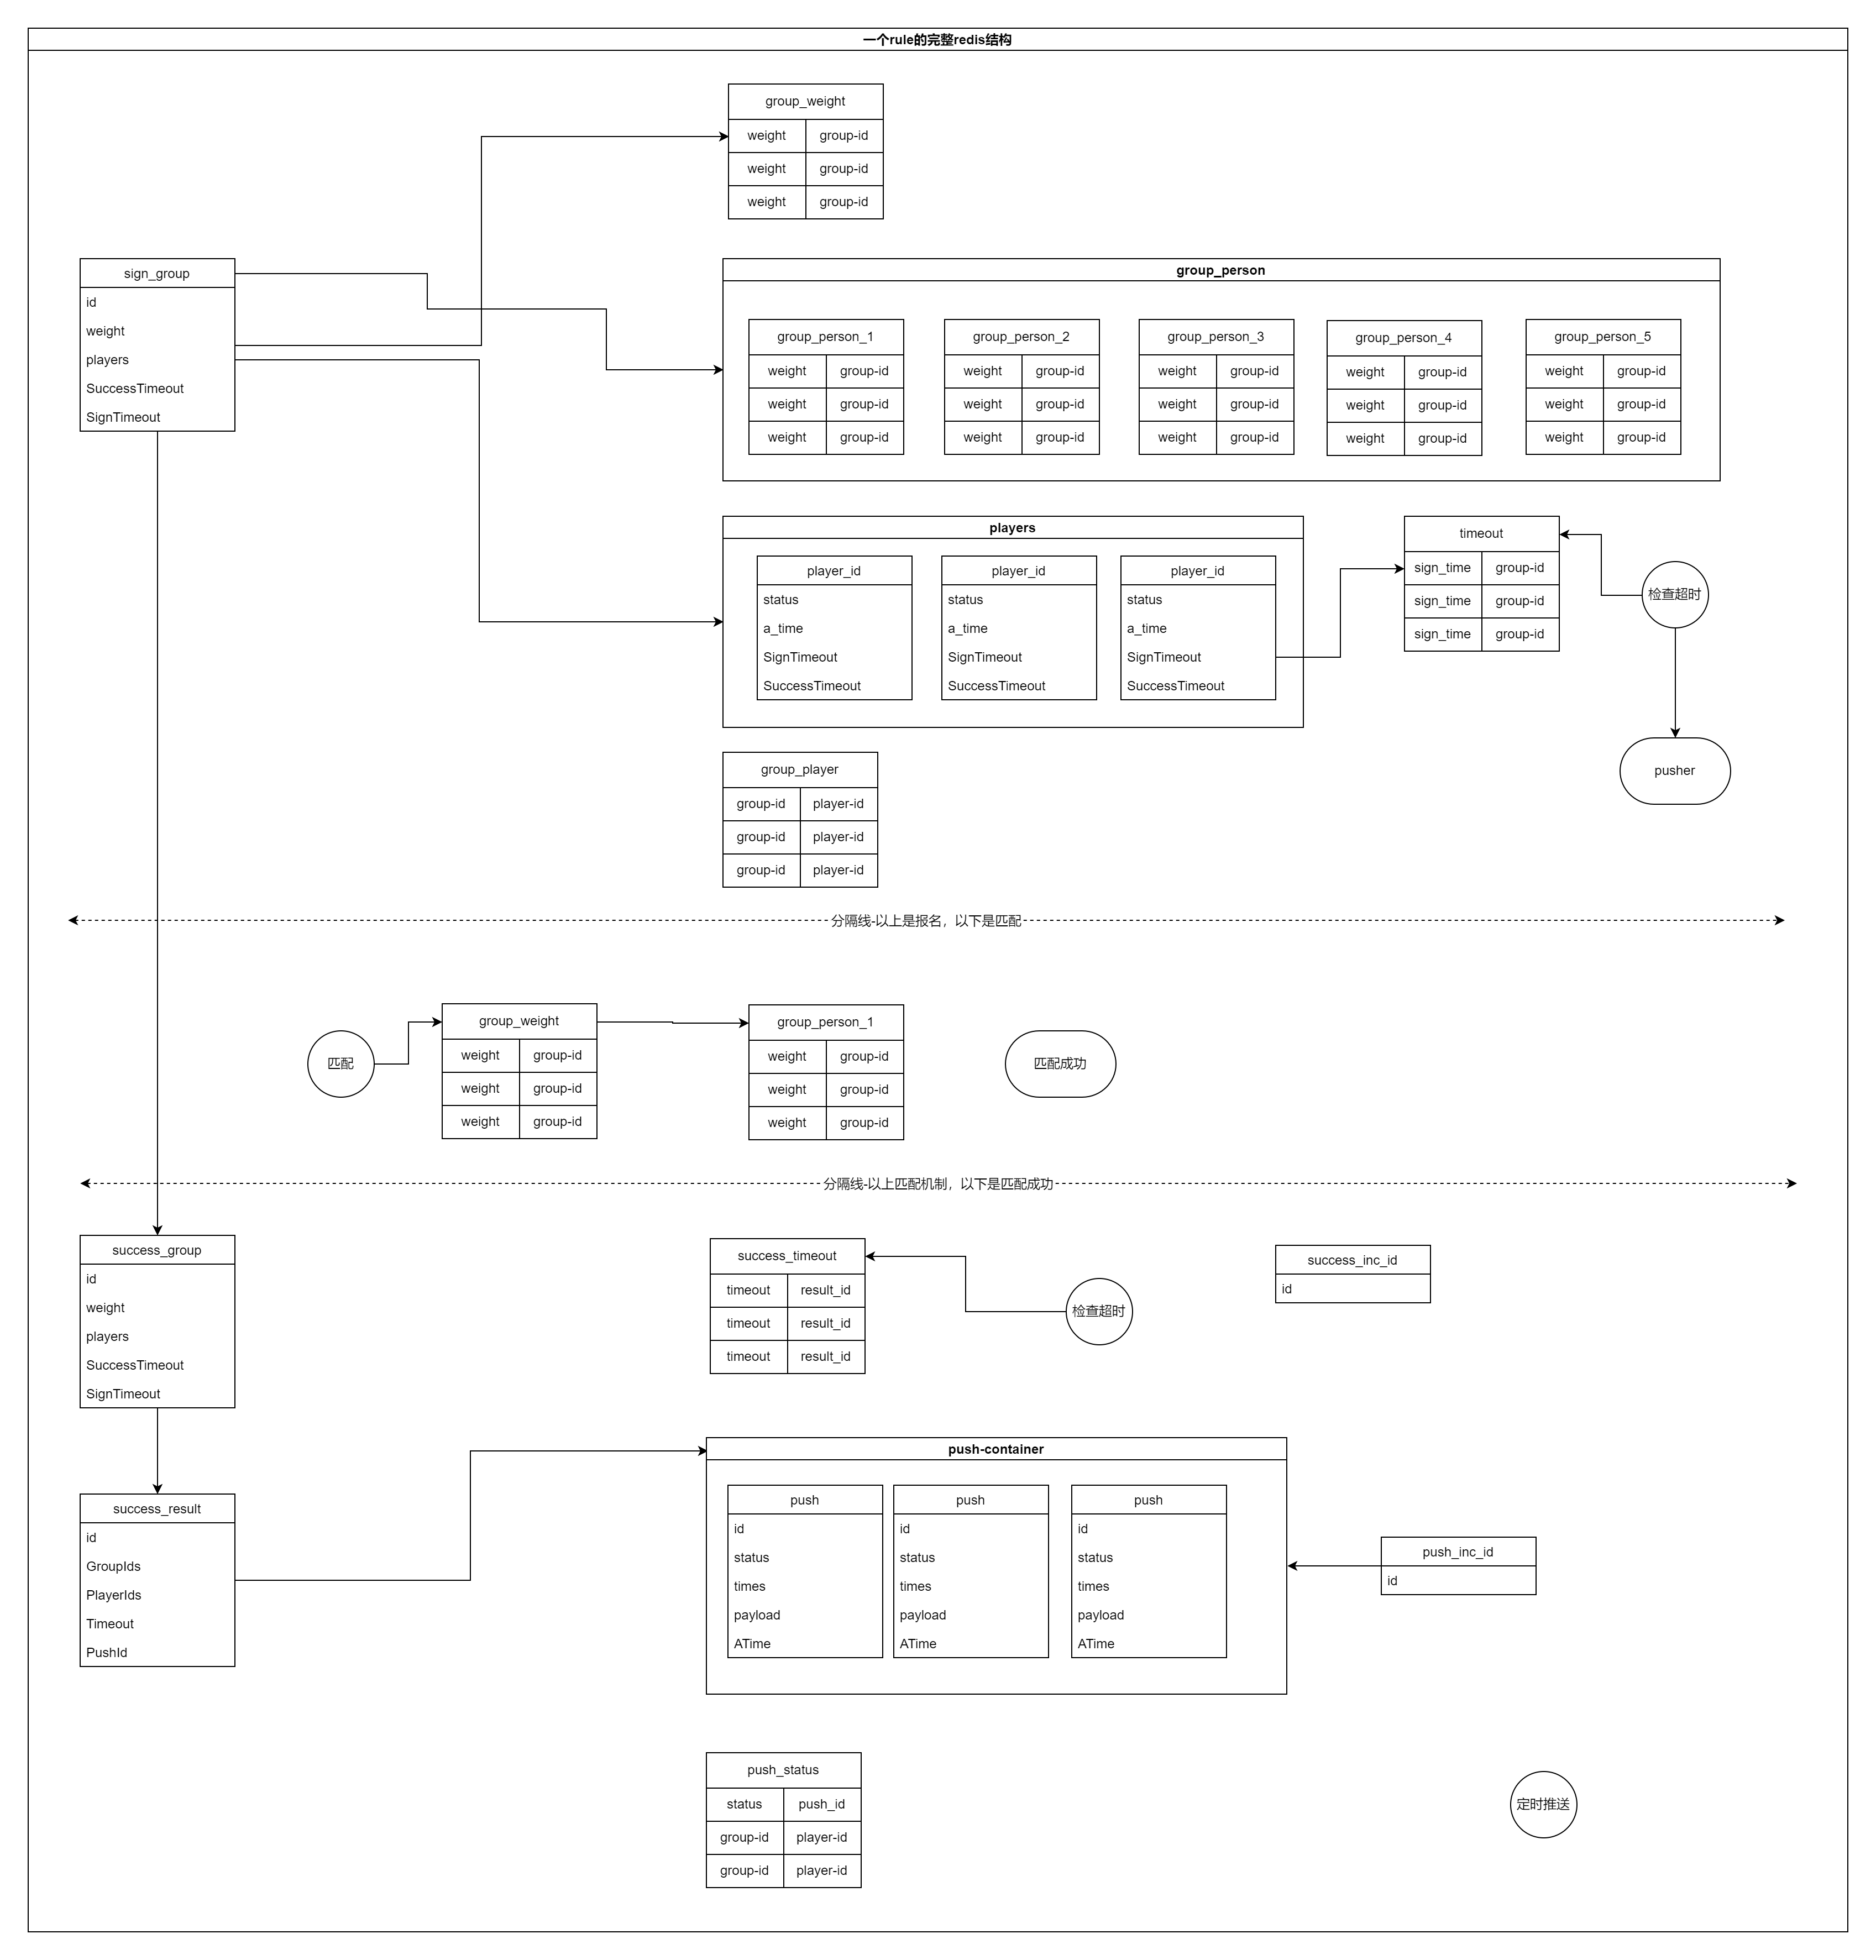 一个rule的完整redis结构
group_weight
weight group-id
weight group-id
weight group-id
sign_group
id
weight
players
SuccessTimeout
SignTimeout
group_person
group_person_1
weight group-id
weight group-id
weight group-id
group_person_2
weight group-id
weight group-id
weight group-id
group_person_3
weight group-id
weight group-id
weight group-id
group_person_4
weight group-id
weight group-id
weight group-id
group_person_5
weight group-id
weight group-id
weight group-id
players
player_id
status
a_time
SignTimeout
SuccessTimeout
player_id
status
a_time
SignTimeout
SuccessTimeout
player_id
status
a_time
SignTimeout
SuccessTimeout
timeout
sign_time group-id
sign_time group-id
sign_time group-id
检查超时
pusher
group_player
group-id player-id
group-id player-id
group-id player-id
分隔线-以上是报名，以下是匹配
匹配
group_weight
weight group-id
weight group-id
weight group-id
group_person_1
weight group-id
weight group-id
weight group-id
匹配成功
分隔线-以上匹配机制，以下是匹配成功
success_group
id
weight
players
SuccessTimeout
SignTimeout
success_timeout
timeout result_id
timeout result_id
timeout result_id
检查超时
success_inc_id
id
success_result
id
GroupIds
PlayerIds
Timeout
PushId
push-container
push
id
status
times
payload
ATime
push
id
status
times
payload
ATime
push
id
status
times
payload
ATime
push_inc_id
id
push_status
status push_id
group-id player-id
group-id player-id
定时推送